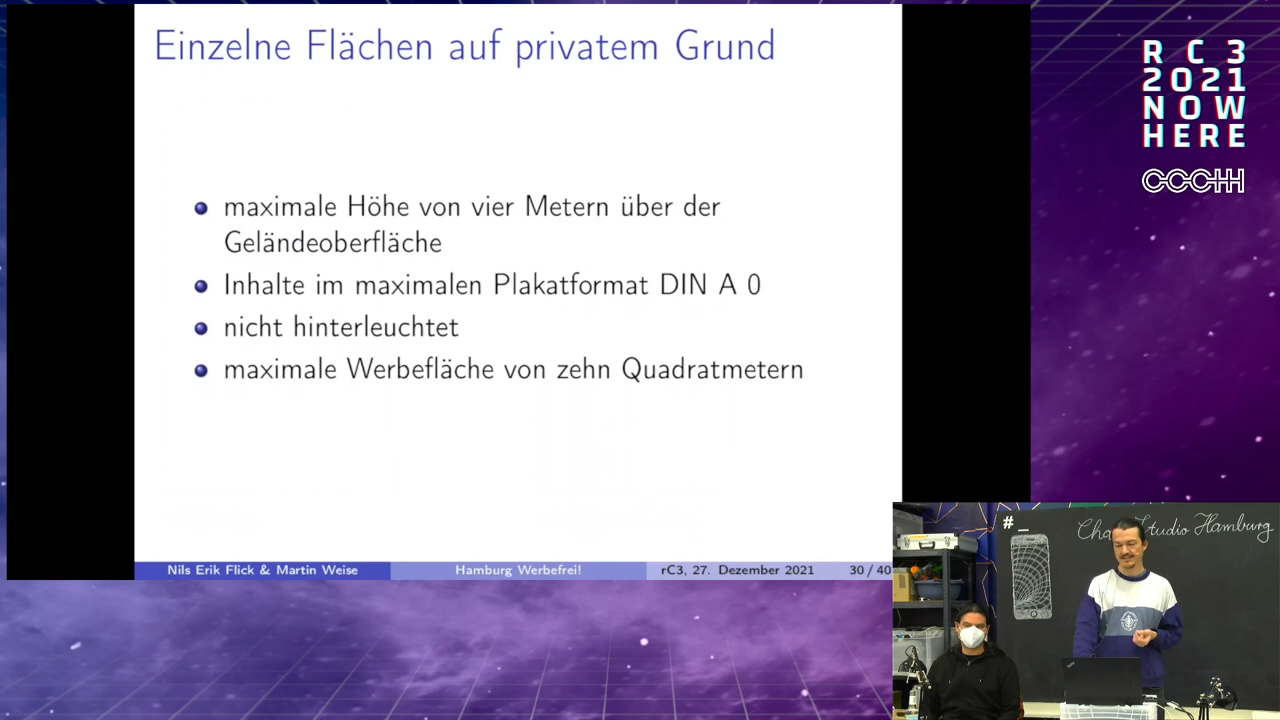 Einzelne Flächen auf privatem Grund
maximale Höhe von vier Metern über der
Geländeoberfläche
Inhalte im maximalen Plakatformat DIN A 0
nicht hinterleuchtet
maximale Werbefläche von zehn Quadratmetern
Nils Erik Flick & Martin Weise
Hamburg Werbefrei!
rC3, 27. Dezember 2021
30 / 40
RC3
2021
NOW
HERE
CCCHH
#_
Studio Hamburg